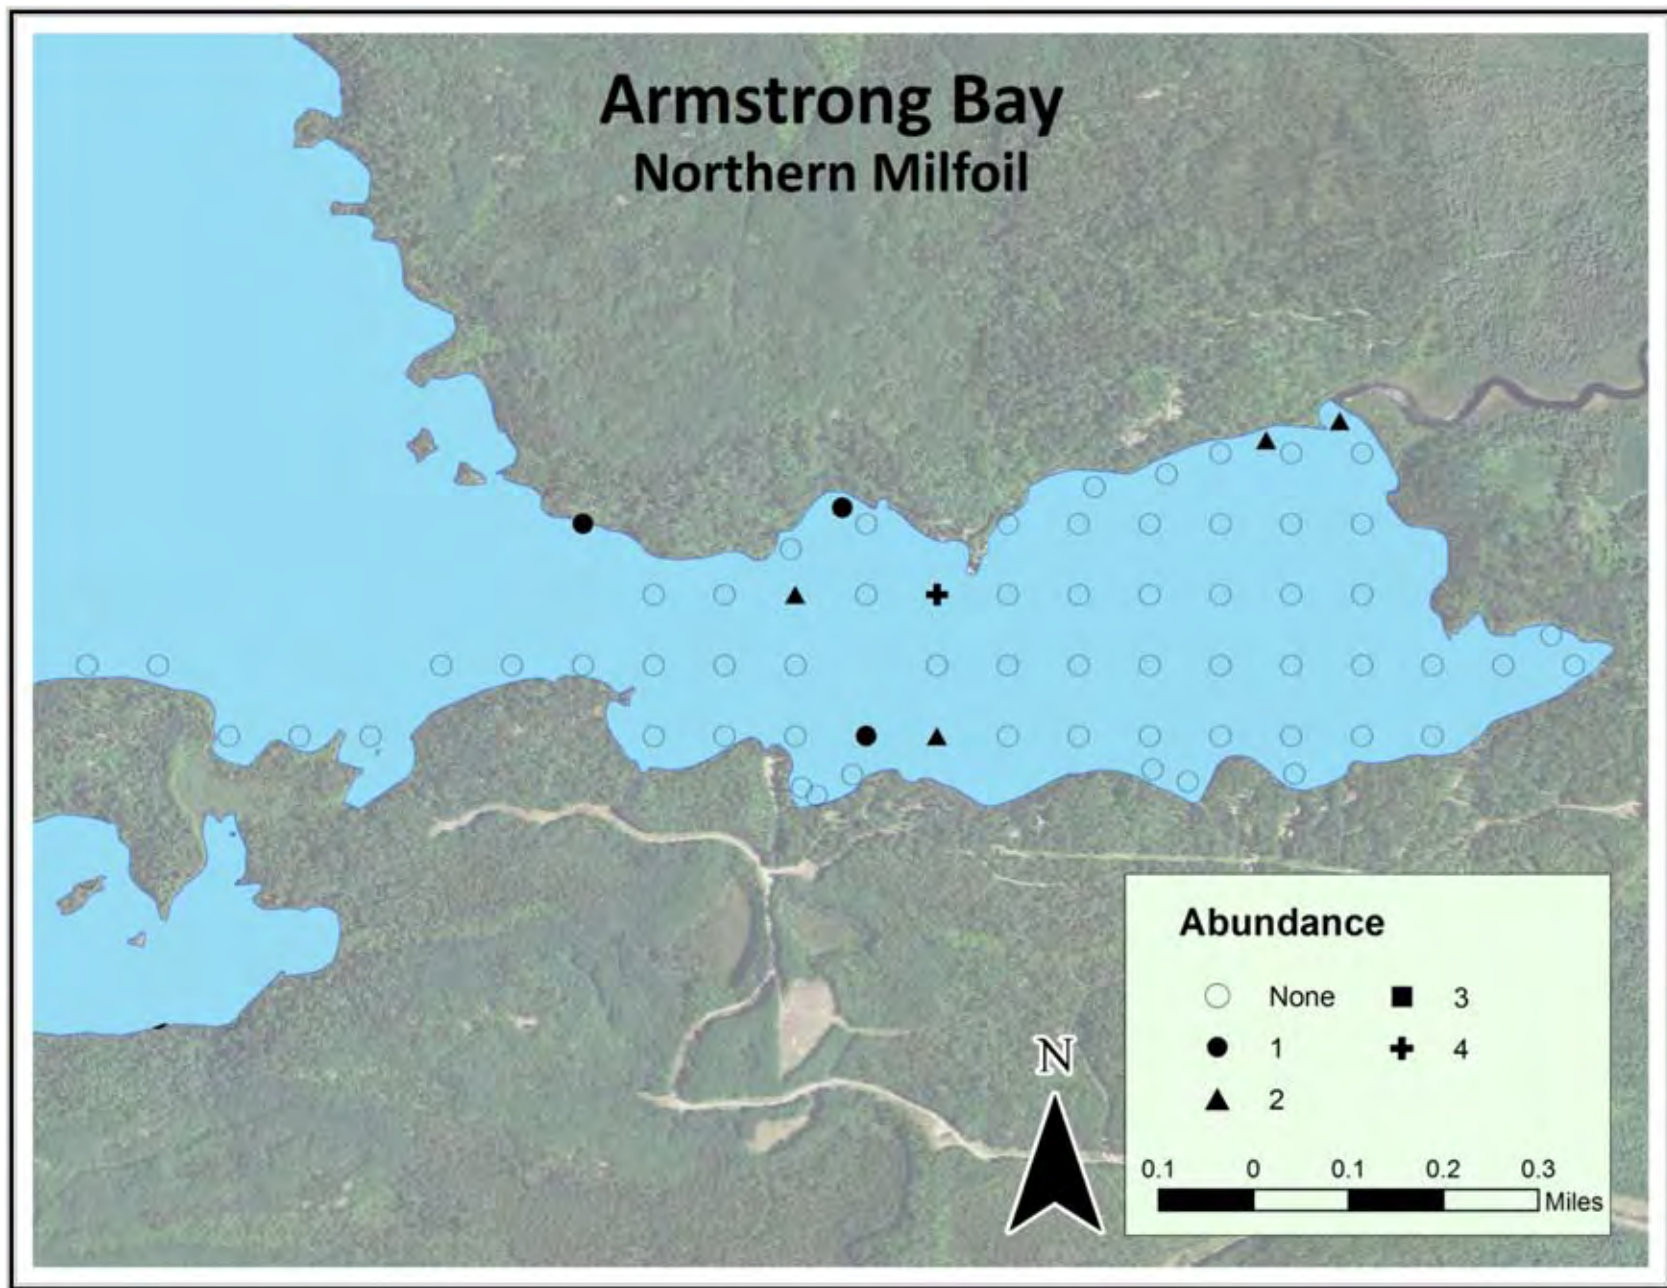 Armstrong Bay
Northern Milfoil
Abundance
None 3
1 4
2
N
0.1 0 0.1 0.2 0.3
Miles